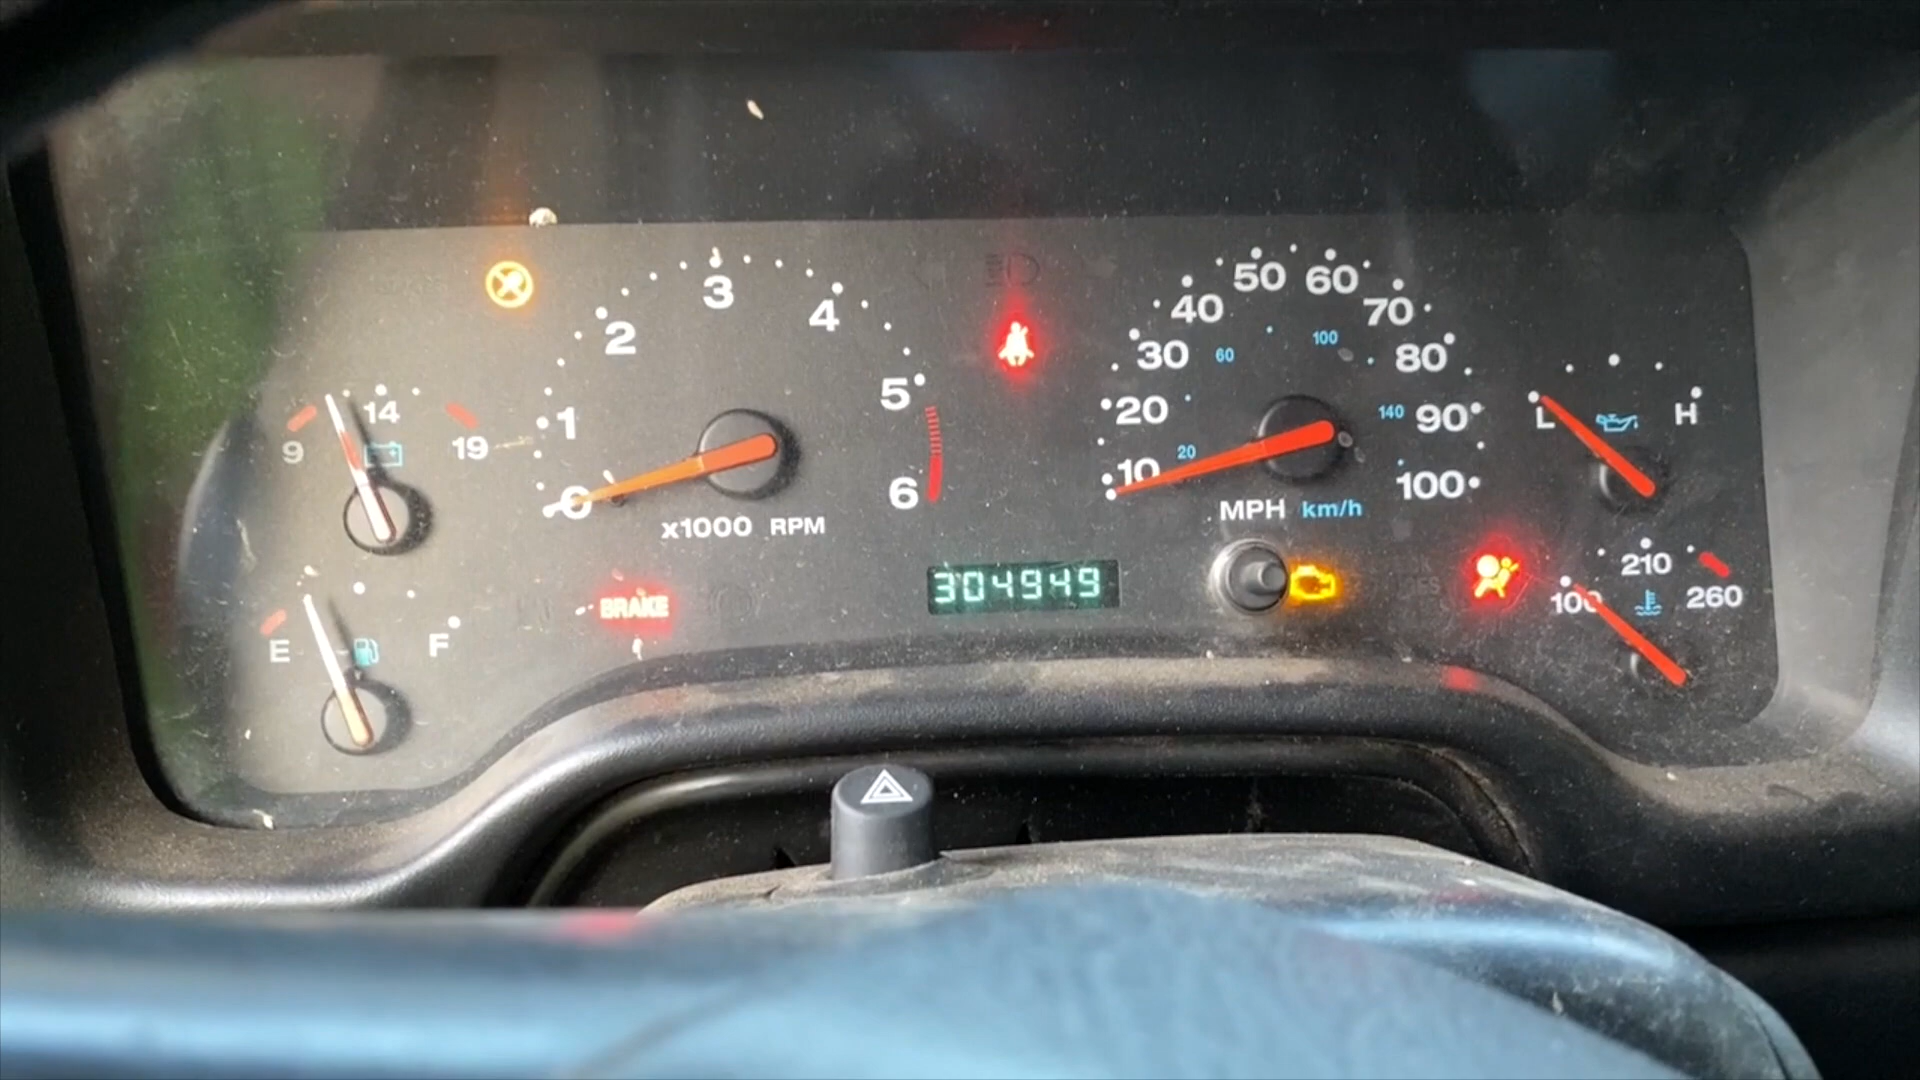 50 60
3
40 70
2 4
100
30 60 80
5
14 20 140 90
1 L H
9 19 20
10 100
0 6
MPH km/h
x1000 RPM
210
304949
100 260
BRAKE
E F